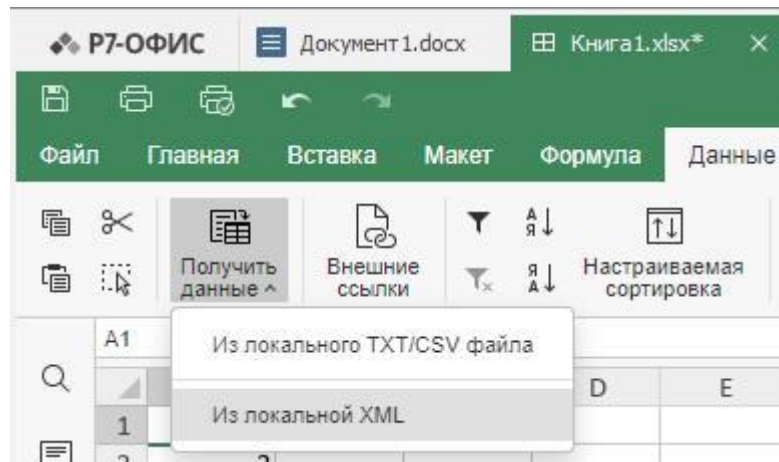 Р7-ОФИС
Документ1.docx
Книга1.xlsx*
Файл Главная Вставка Макет Формула Данные
Получить данные
Внешние ссылки
А
Я
Я
А
Настраиваемая сортировка
A1
Из локального TXT/CSV файла
Из локальной XML
D E
1
2